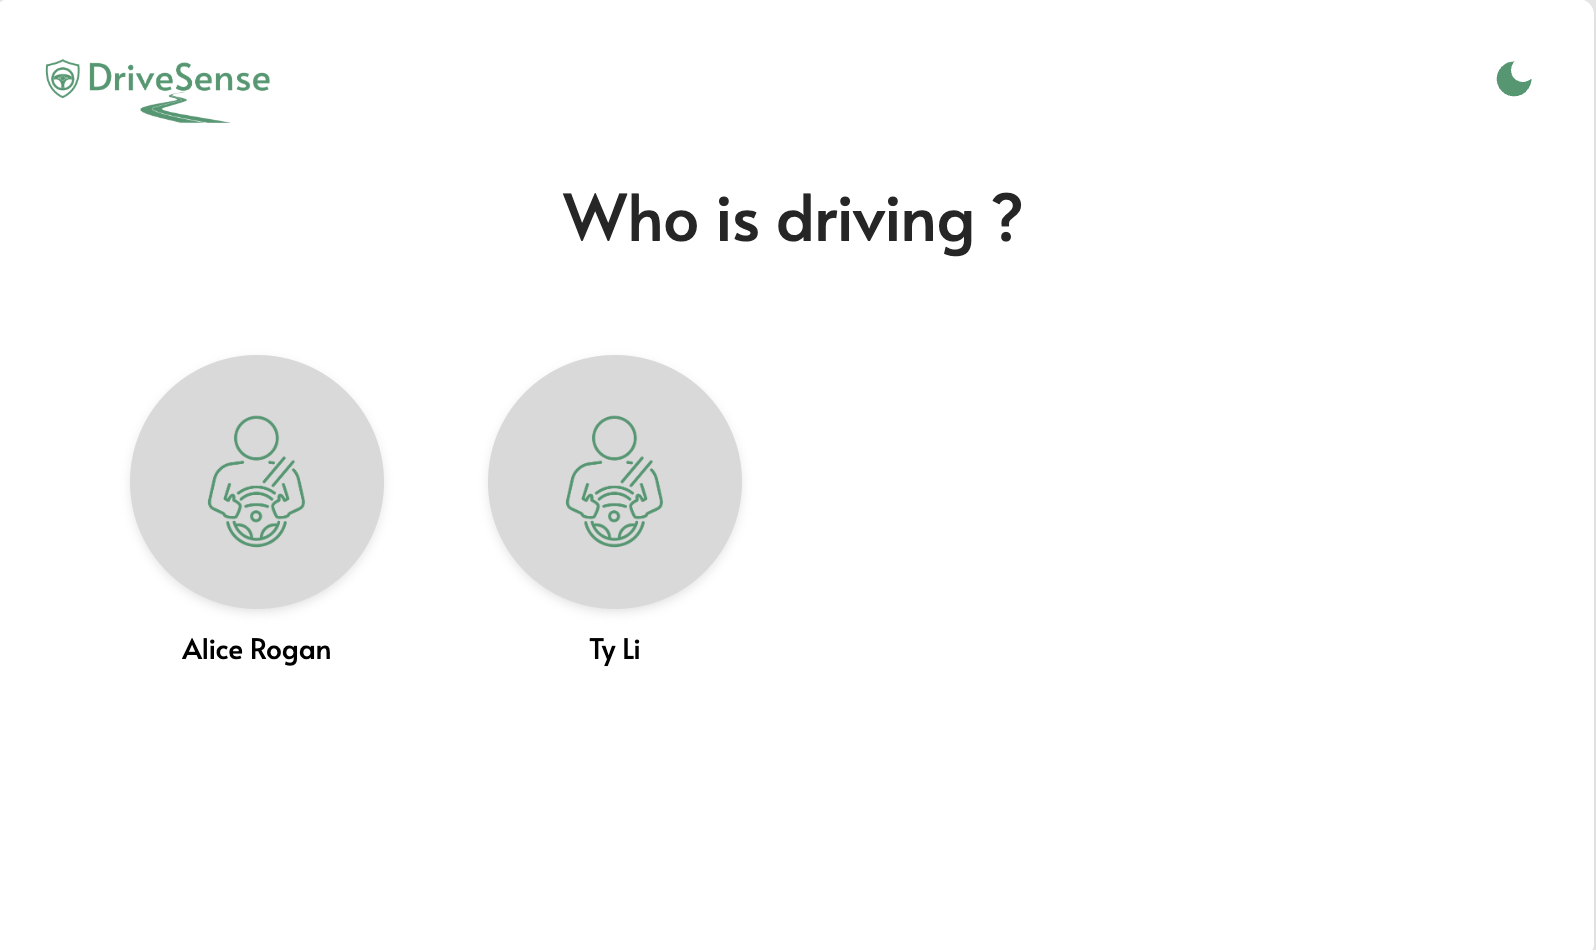 DriveSense
Who is driving ?
Alice Rogan
Ty Li